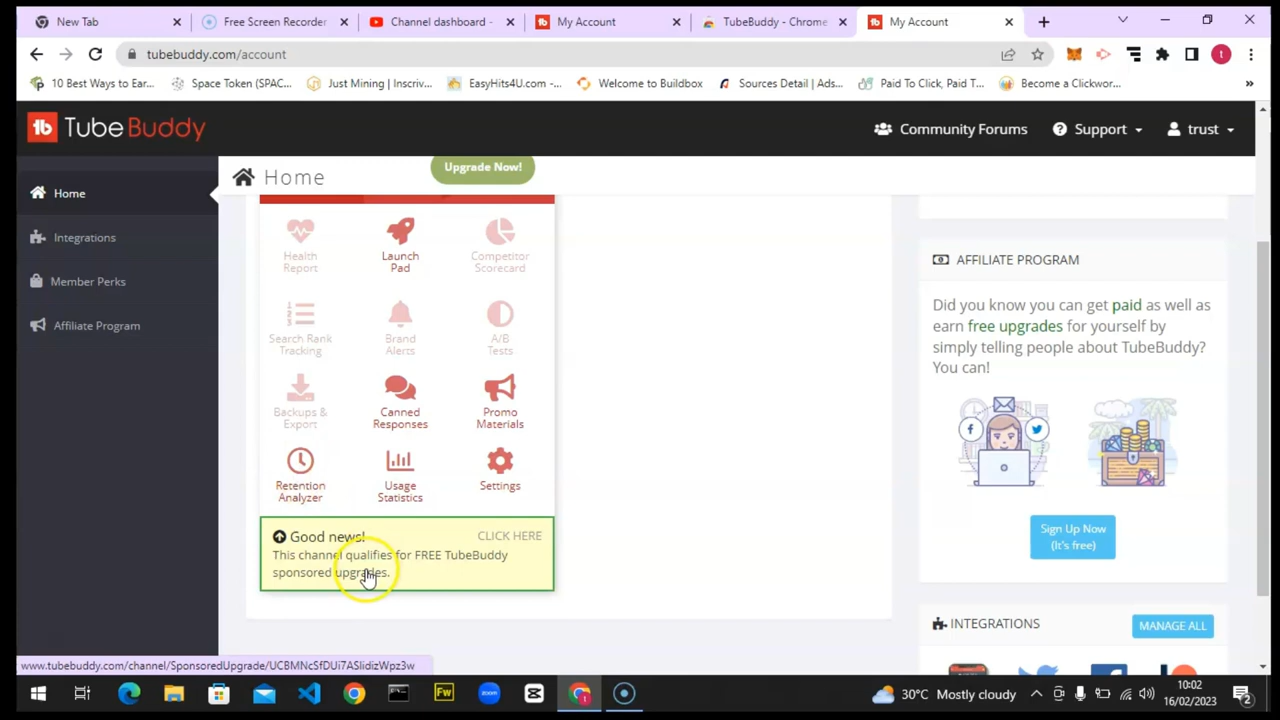 New Tab
Free Screen Recorder
Channel dashboard -
My Account
TubeBuddy - Chrome
My Account
tubebuddy.com/account
t
10 Best Ways to Ear...
Space Token (SPAC...
Just Mining | Inscriv...
EasyHits4U.com -...
Welcome to Buildbox
Sources Detail | Ads...
Paid To Click, Paid T...
Become a Clickwor...
»
tb TubeBuddy
Community Forums
Support
trust
Home
Integrations
Member Perks
Affiliate Program
Home
Upgrade Now!
Health
Report
Launch
Pad
Competitor
Scorecard
Search Rank
Tracking
Brand
Alerts
A/B
Tests
Backups &
Export
Canned
Responses
Promo
Materials
Retention
Analyzer
Usage
Statistics
Settings
Good news!
CLICK HERE
This channel qualifies for FREE TubeBuddy
sponsored upgrades.
AFFILIATE PROGRAM
Did you know you can get paid as well as
earn free upgrades for yourself by
simply telling people about TubeBuddy?
You can!
Sign Up Now
(It's free)
INTEGRATIONS
MANAGE ALL
www.tubebuddy.com/channel/SponsoredUpgrade/UCBMNcSfDUi7ASlidizWpz3w
Fw
zoom
30°C Mostly cloudy
10:02
16/02/2023
2